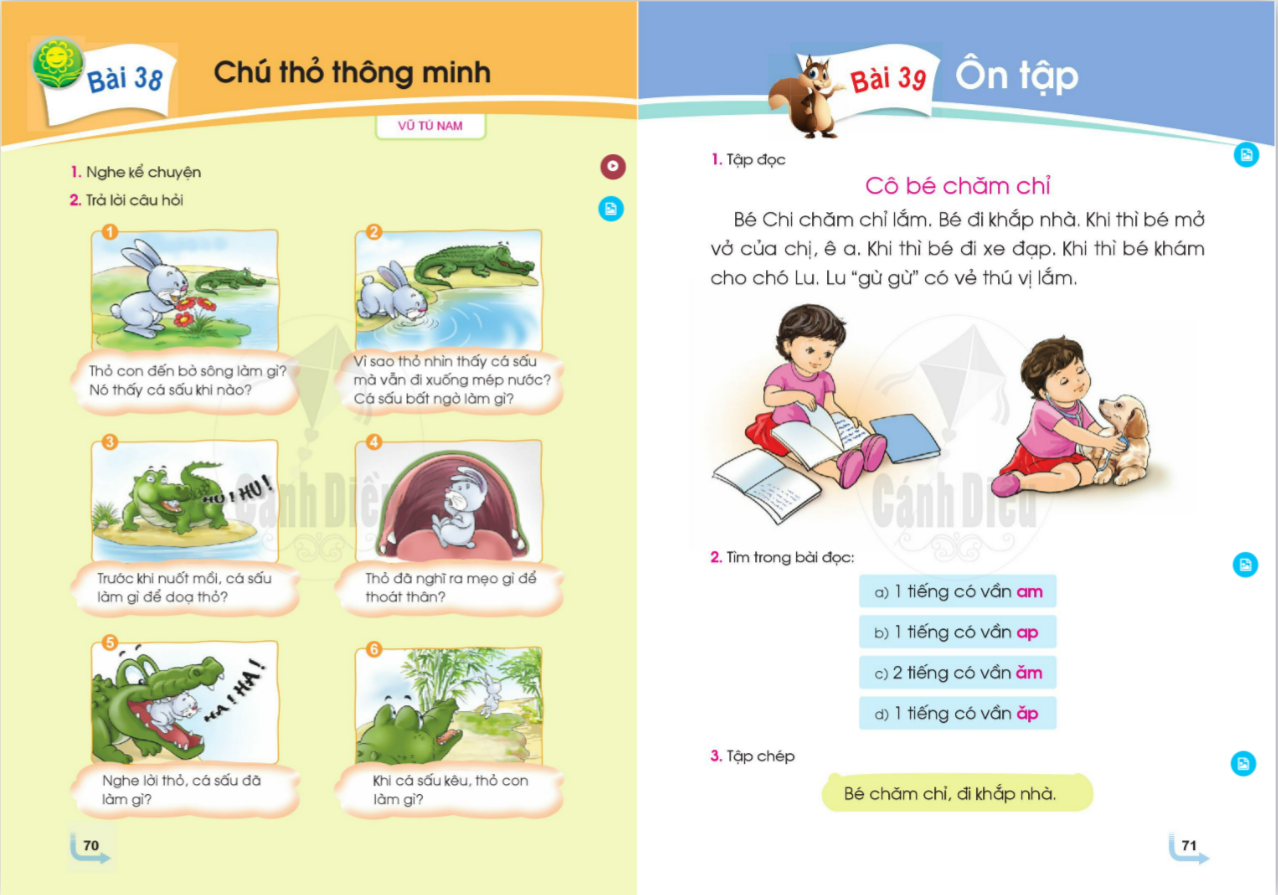 Bài 38
Chú thỏ thông minh
VŨ TÚ NAM
1. Nghe kể chuyện
2. Trả lời câu hỏi
1
Thỏ con đến bờ sông làm gì?
Nó thấy cá sấu khi nào?
2
Vì sao thỏ nhìn thấy cá sấu
mà vẫn đi xuống mép nước?
Cá sấu bất ngờ làm gì?
3
HU ! HU !
Trước khi nuốt mồi, cá sấu
làm gì để doạ thỏ?
4
Thỏ đã nghĩ ra mẹo gì để
thoát thân?
5
HA ! HA !
Nghe lời thỏ, cá sấu đã
làm gì?
6
Khi cá sấu kêu, thỏ con
làm gì?
Cánh Diều
70
Bài 39
Ôn tập
1. Tập đọc
Cô bé chăm chỉ
Bé Chi chăm chỉ lắm. Bé đi khắp nhà. Khi thì bé mở
vở của chị, ê a. Khi thì bé đi xe đạp. Khi thì bé khám
cho chó Lu. Lu “gừ gừ” có vẻ thú vị lắm.
Cánh Diều
2. Tìm trong bài đọc:
a) 1 tiếng có vần am
b) 1 tiếng có vần ap
c) 2 tiếng có vần ăm
d) 1 tiếng có vần ăp
3. Tập chép
Bé chăm chỉ, đi khắp nhà.
71